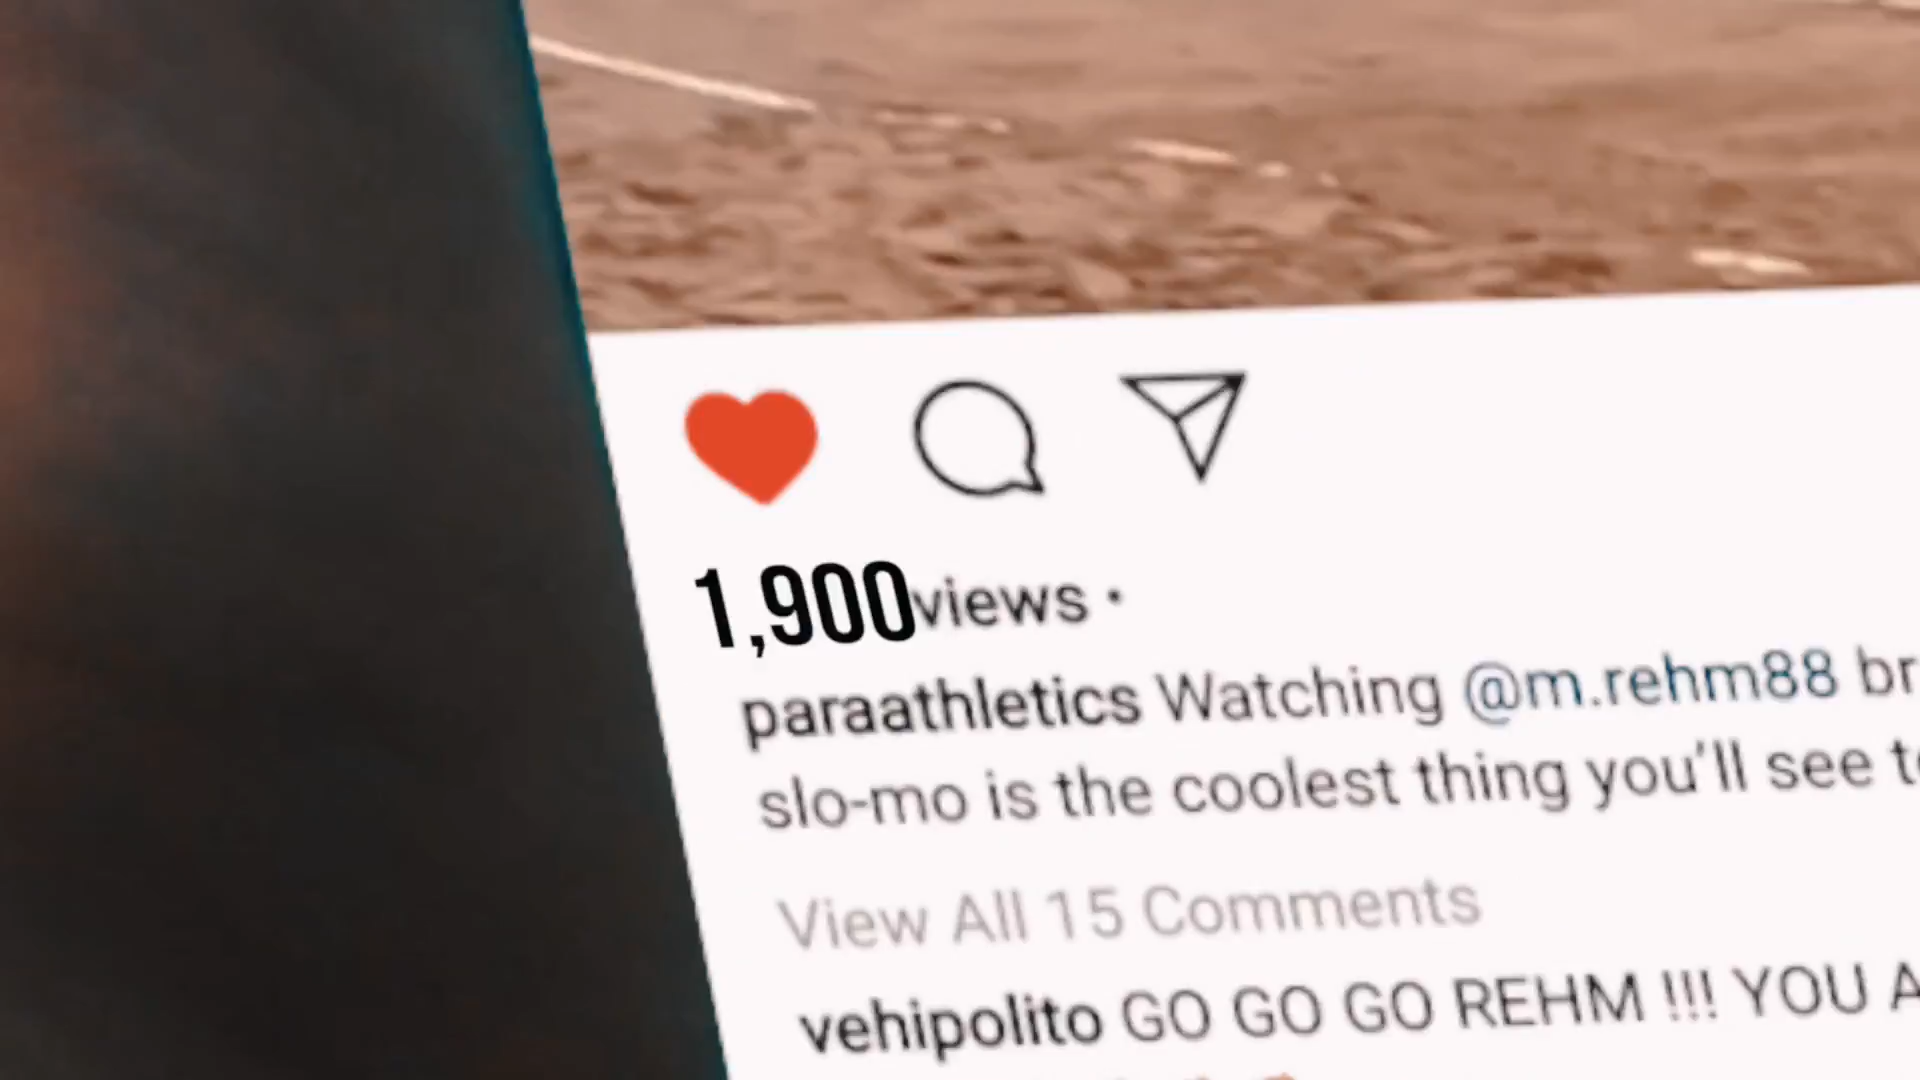 1,900 views •
paraathletics Watching @m.rehm88 br
slo-mo is the coolest thing you'll see
View All 15 Comments
vehipolito GO GO GO REHM !!! YOU A